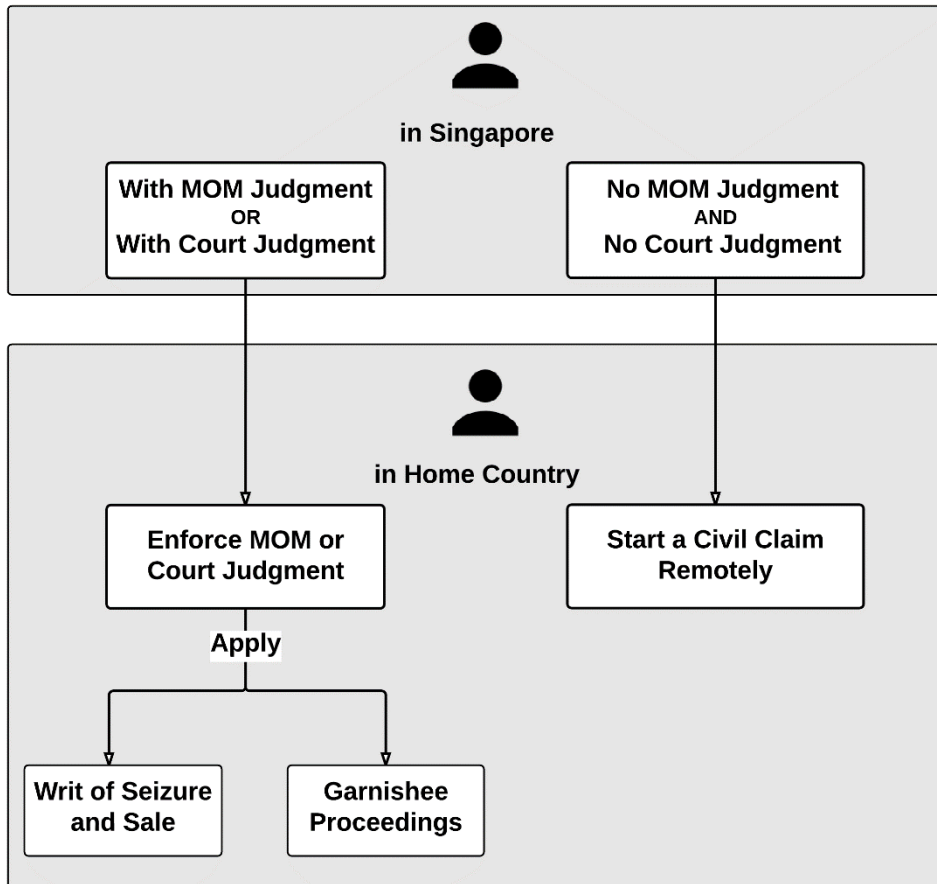 in Singapore
With MOM Judgment
OR
With Court Judgment
No MOM Judgment
AND
No Court Judgment
in Home Country
Enforce MOM or
Court Judgment
Start a Civil Claim
Remotely
Apply
Writ of Seizure
and Sale
Garnishee
Proceedings